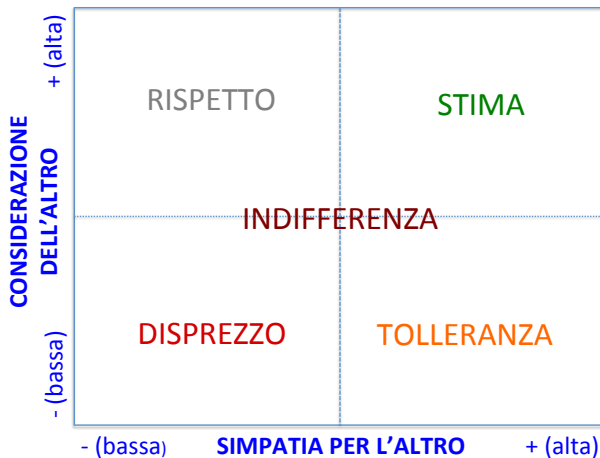 + (alta)
RISPETTO
STIMA
CONSIDERAZIONE
DELL'ALTRO
INDIFFERENZA
DISPREZZO
TOLLERANZA
- (bassa)
- (bassa)
SIMPATIA PER L'ALTRO
+ (alta)